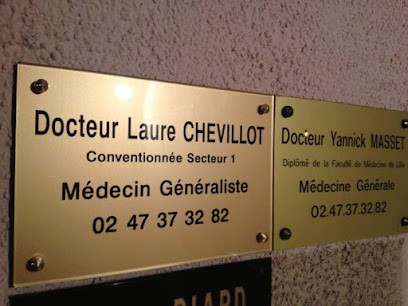 Docteur Laure CHEVILLOT
Conventionnée Secteur 1
Médecin Généraliste
02 47 37 32 82
Docteur Yannick MASSET
Diplômé de la Faculté de Médecine de Lille
Médecine Générale
02.47.37.32.82